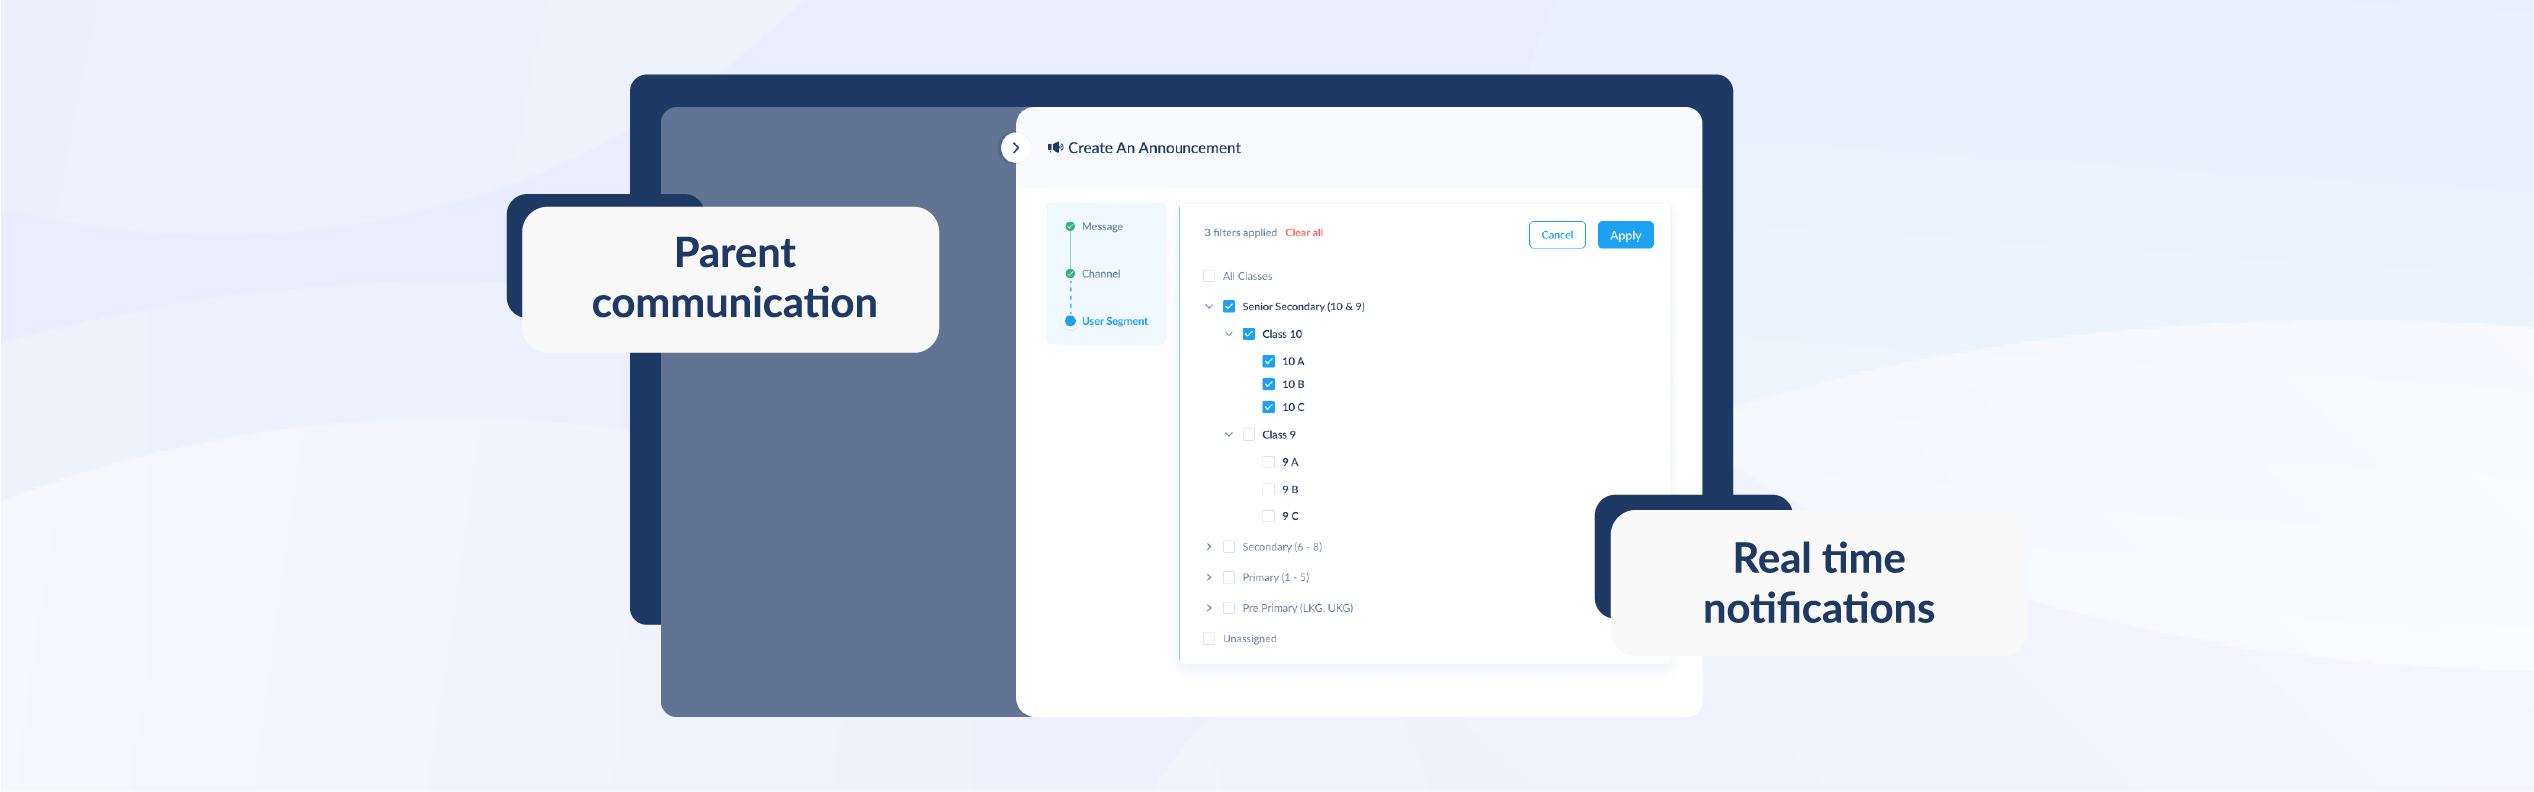 Parent
communication
Create An Announcement
Message
Channel
User Segment
3 filters applied Clear all
Cancel
Apply
All Classes
Senior Secondary (10 & 9)
Class 10
10 A
10 B
10 C
Class 9
9 A
9 B
9 C
Secondary (6 - 8)
Primary (1 - 5)
Pre Primary (LKG, UKG)
Unassigned
Real time
notifications